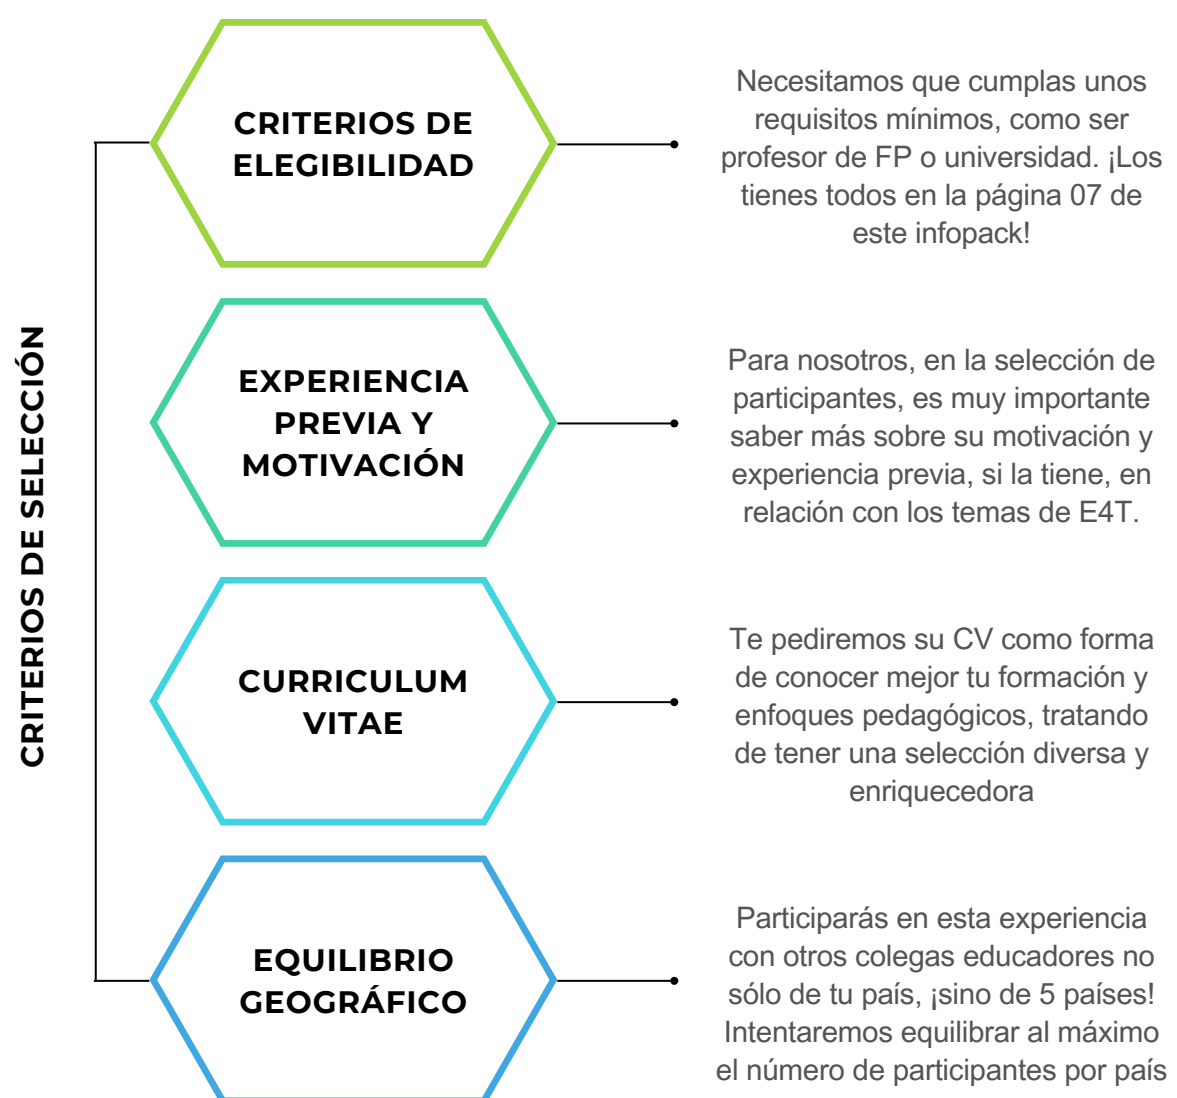 CRITERIOS DE SELECCIÓN
CRITERIOS DE
ELEGIBILIDAD
Necesitamos que cumplas unos
requisitos mínimos, como ser
profesor de FP o universidad. ¡Los
tienes todos en la página 07 de
este infopack!
EXPERIENCIA
PREVIA Y
MOTIVACIÓN
Para nosotros, en la selección de
participantes, es muy importante
saber más sobre su motivación y
experiencia previa, si la tiene, en
relación con los temas de E4T.
CURRICULUM
VITAE
Te pediremos su CV como forma
de conocer mejor tu formación y
enfoques pedagógicos, tratando
de tener una selección diversa y
enriquecedora
EQUILIBRIO
GEOGRÁFICO
Participarás en esta experiencia
con otros colegas educadores no
sólo de tu país, ¡sino de 5 países!
Intentaremos equilibrar al máximo
el número de participantes por país